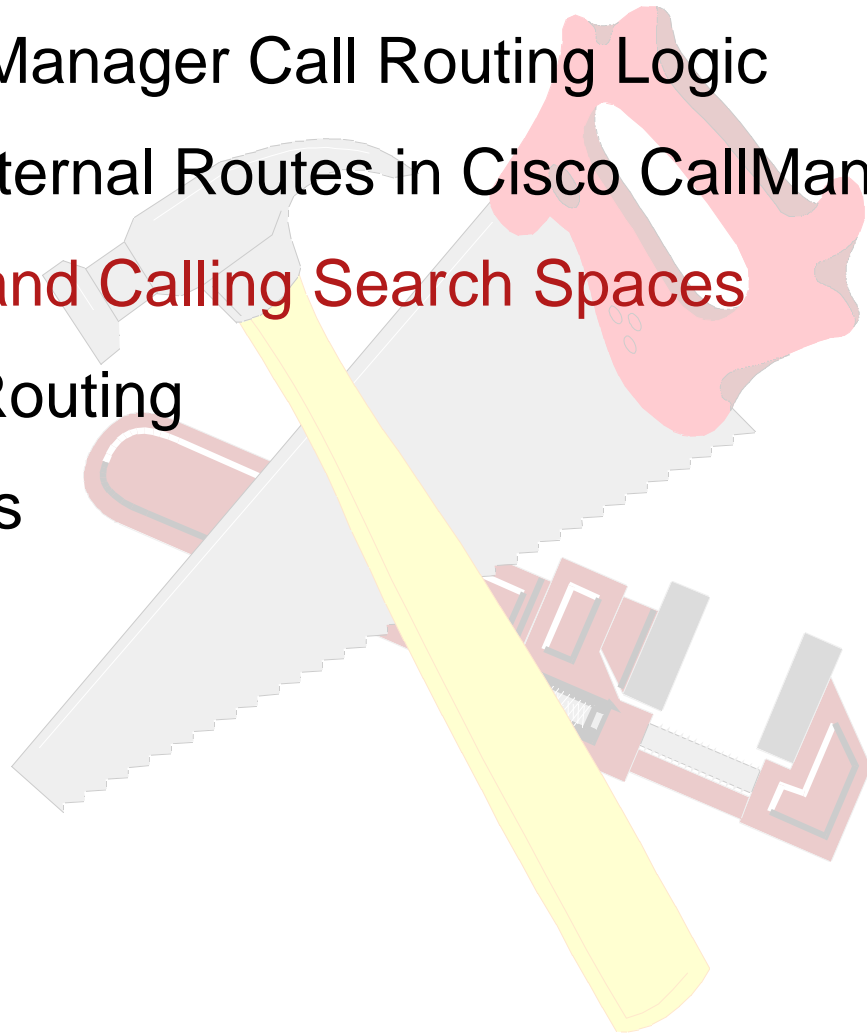 Manager Call Routing Logic
ternal Routes in Cisco CallMan
and Calling Search Spaces
Routing
s